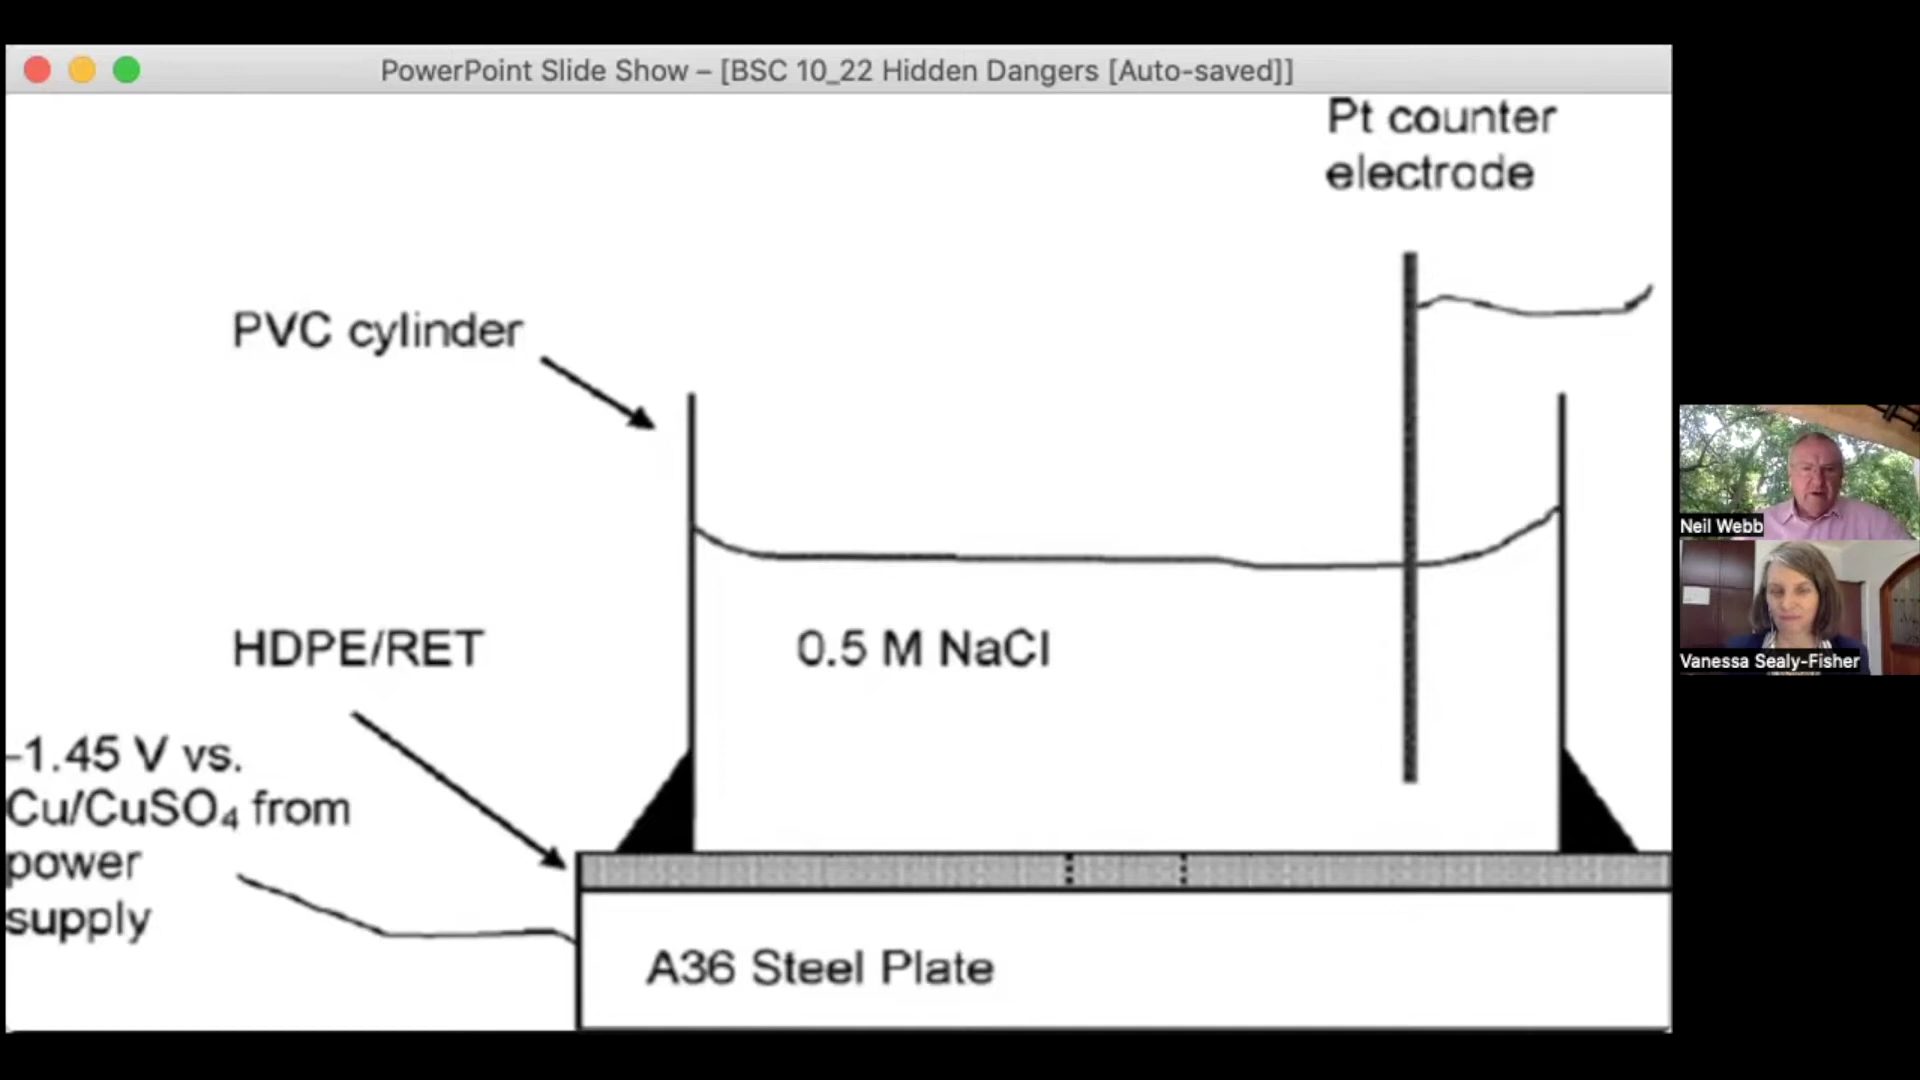 PowerPoint Slide Show – [BSC 10_22 Hidden Dangers [Auto-saved]]
Pt counter
electrode
PVC cylinder
HDPE/RET
0.5 M NaCl
-1.45 V vs.
Cu/CuSO₄ from
power
supply
A36 Steel Plate
Neil Webb
Vanessa Sealy-Fisher